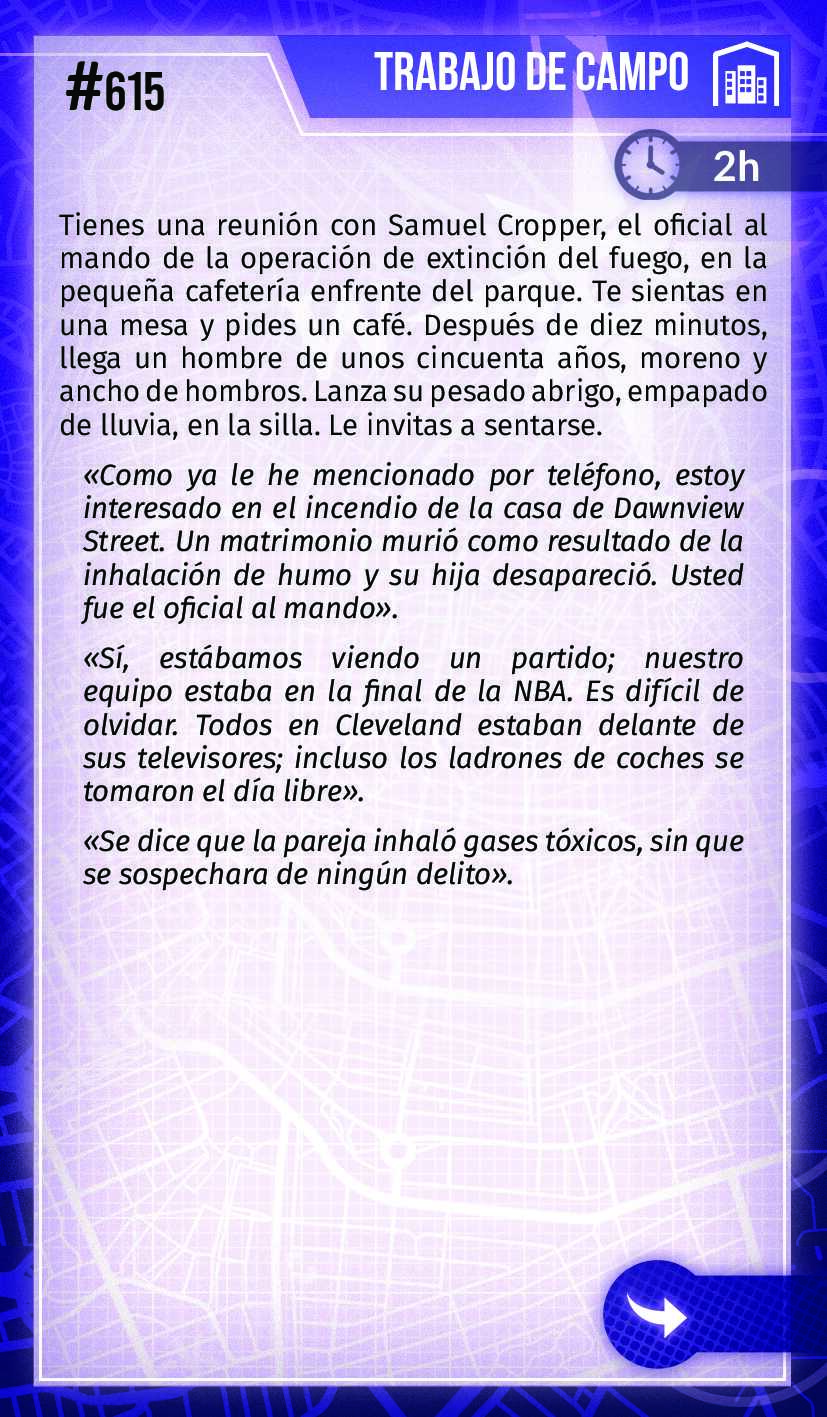 #615
TRABAJO DE CAMPO
2h
Tienes una reunión con Samuel Cropper, el oficial al
mando de la operación de extinción del fuego, en la
pequeña cafetería enfrente del parque. Te sientas en
una mesa y pides un café. Después de diez minutos,
llega un hombre de unos cincuenta años, moreno y
ancho de hombros. Lanza su pesado abrigo, empapado
de lluvia, en la silla. Le invitas a sentarse.
«Como ya le he mencionado por teléfono, estoy
interesado en el incendio de la casa de Dawnview
Street. Un matrimonio murió como resultado de la
inhalación de humo y su hija desapareció. Usted
fue el oficial al mando».
«Sí, estábamos viendo un partido; nuestro
equipo estaba en la final de la NBA. Es difícil de
olvidar. Todos en Cleveland estaban delante de
sus televisores; incluso los ladrones de coches se
tomaron el día libre».
«Se dice que la pareja inhaló gases tóxicos, sin que
se sospechara de ningún delito».